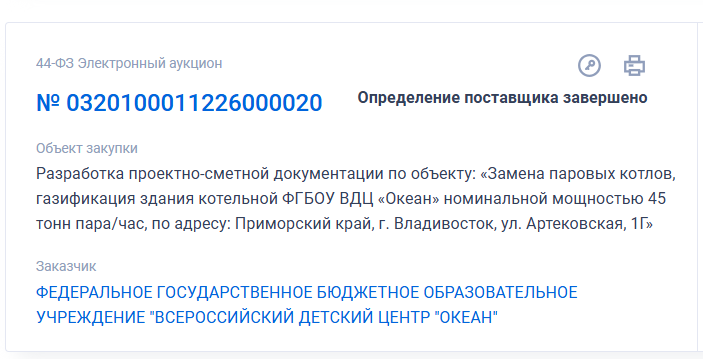 44-ФЗ Электронный аукцион
№ 0320100011226000020
Определение поставщика завершено
Объект закупки
Разработка проектно-сметной документации по объекту: «Замена паровых котлов,
газификация здания котельной ФГБОУ ВДЦ «Океан» номинальной мощностью 45
тонн пара/час, по адресу: Приморский край, г. Владивосток, ул. Артековская, 1Г»
Заказчик
ФЕДЕРАЛЬНОЕ ГОСУДАРСТВЕННОЕ БЮДЖЕТНОЕ ОБРАЗОВАТЕЛЬНОЕ
УЧРЕЖДЕНИЕ "ВСЕРОССИЙСКИЙ ДЕТСКИЙ ЦЕНТР "ОКЕАН"